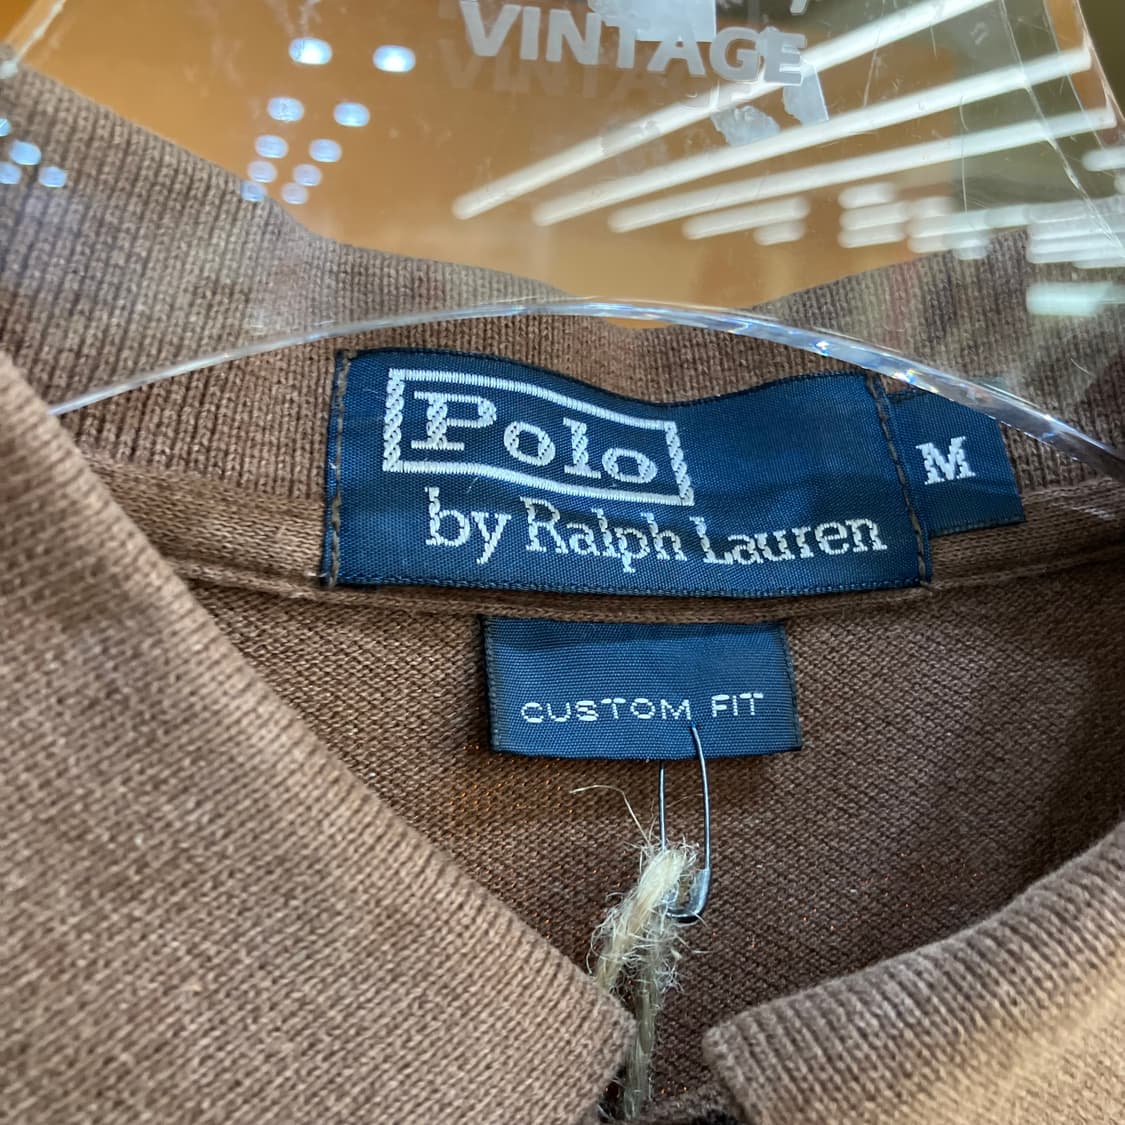 VINTAGE
Polo
by Ralph Lauren
M
CUSTOM FIT